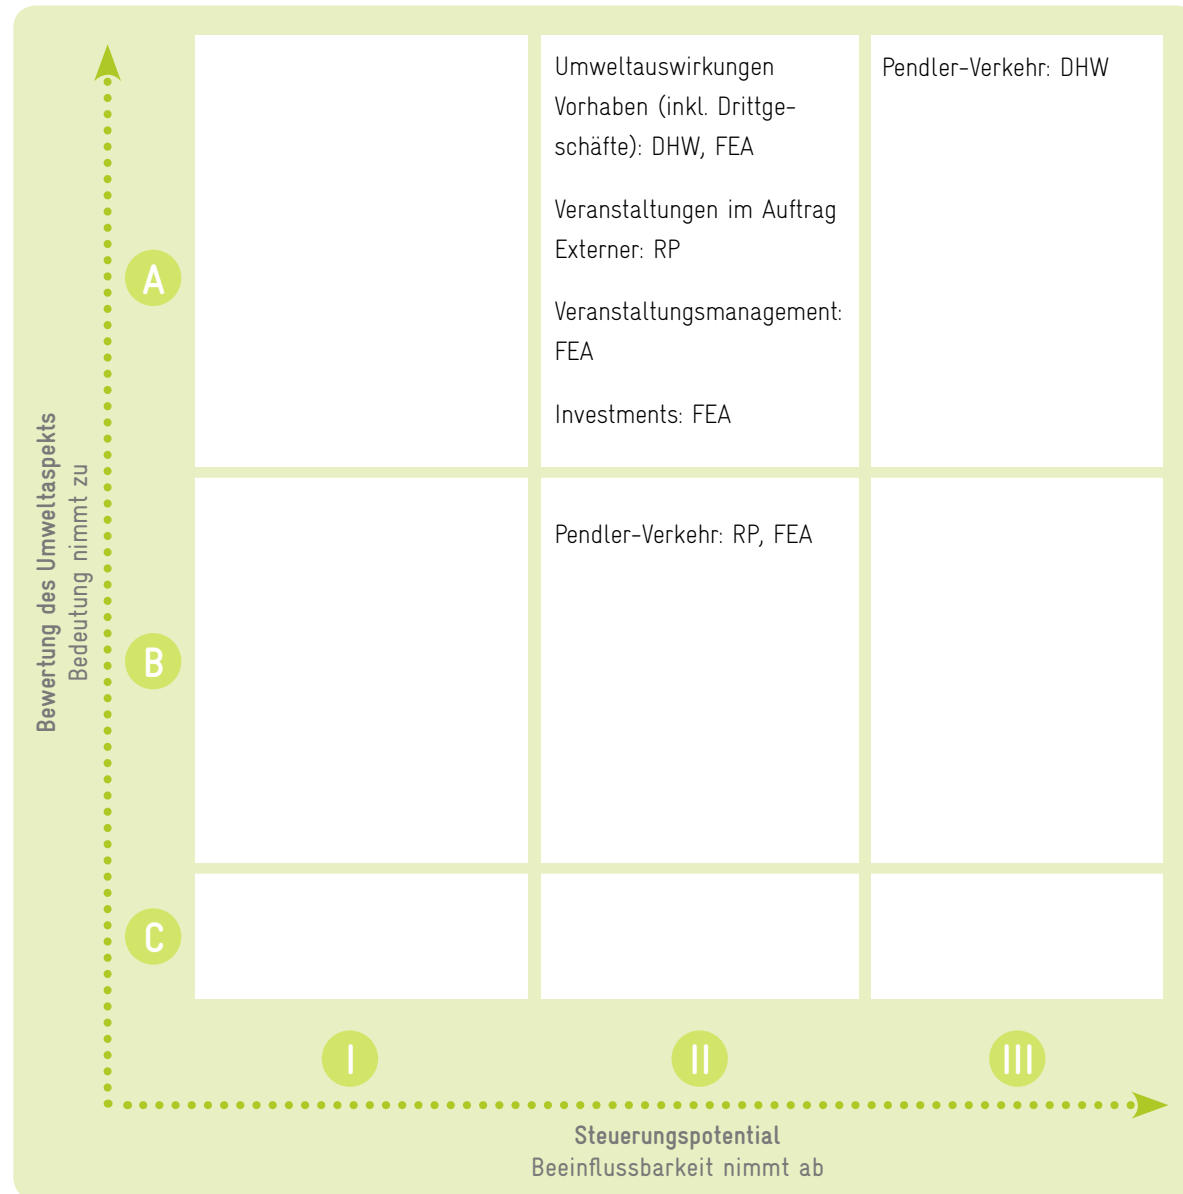 Umweltauswirkungen
Vorhaben (inkl. Drittge-
schäfte): DHW, FEA
Veranstaltungen im Auftrag
Externer: RP
Veranstaltungsmanagement:
FEA
Investments: FEA
Pendler-Verkehr: DHW
A
Pendler-Verkehr: RP, FEA
B
C
Bewertung des Umweltaspekts
Bedeutung nimmt zu
I
II
III
Steuerungspotential
Beeinflussbarkeit nimmt ab